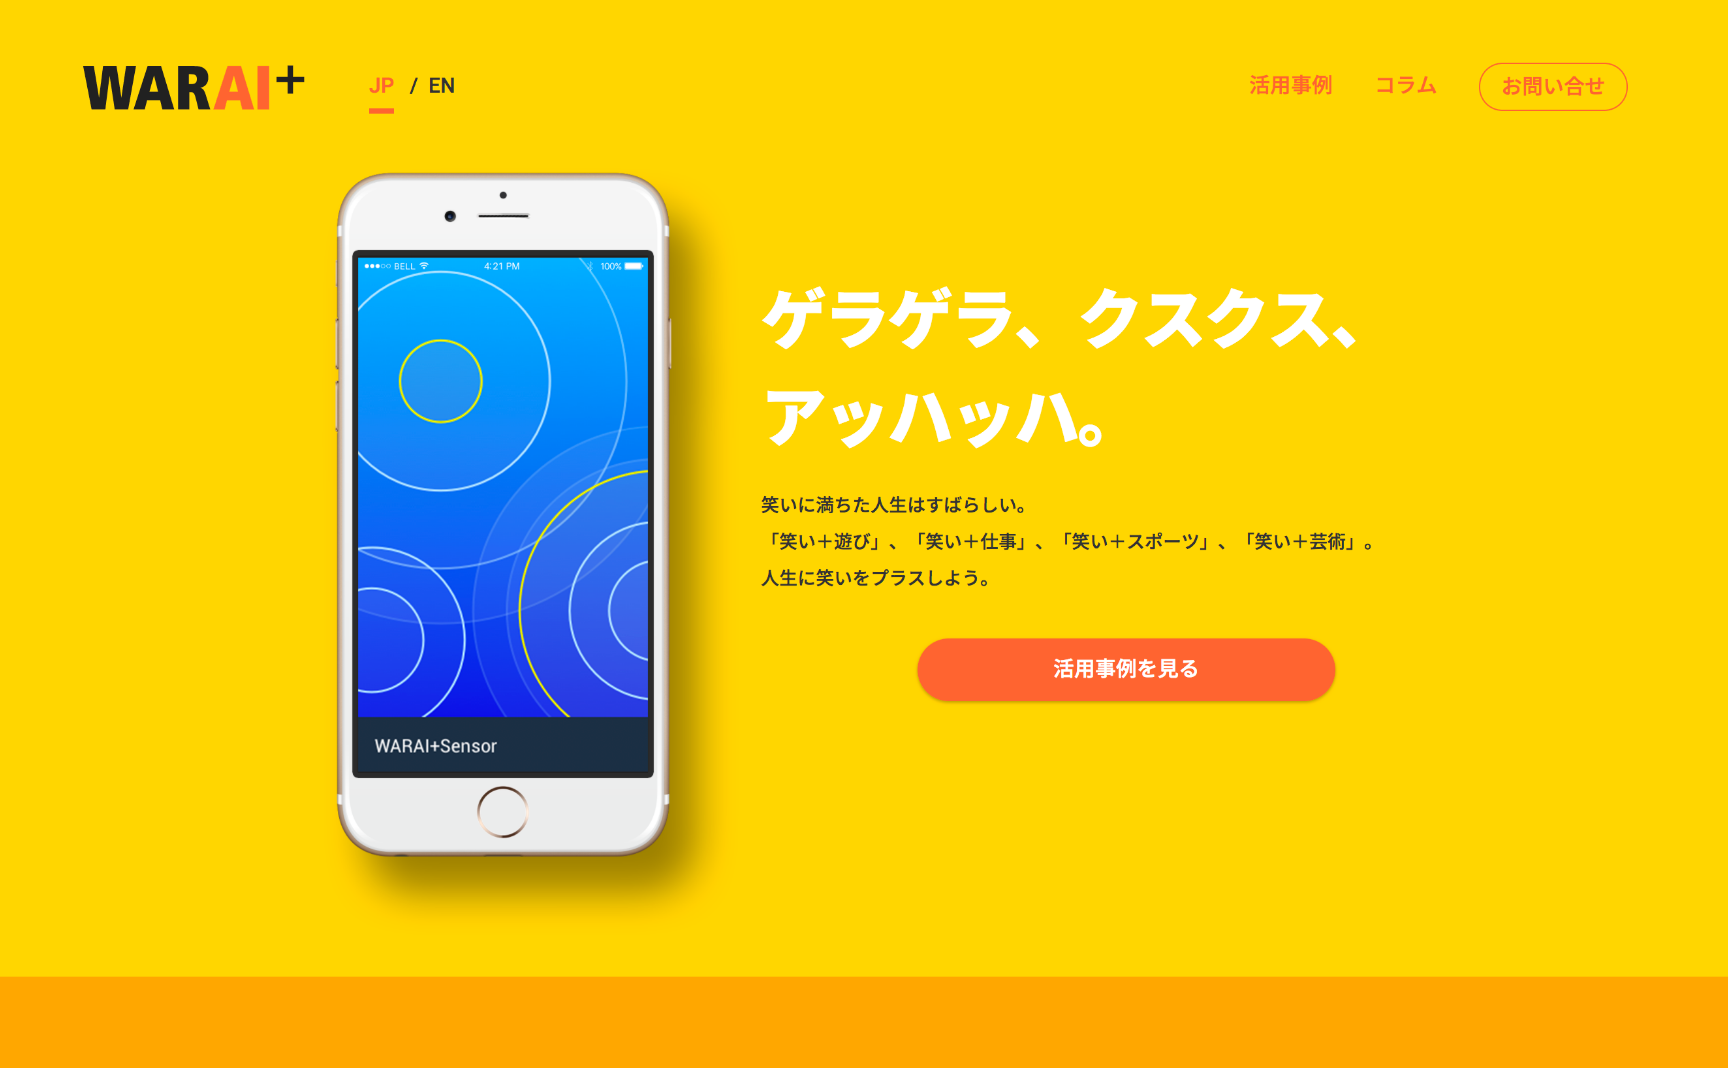 WARAI+
JP / EN
活用事例
コラム
お問い合せ
BELL 4:21 PM 100%
ゲラゲラ、クスクス、
アッハッハ。
笑いに満ちた人生はすばらしい。
「笑い＋遊び」、「笑い＋仕事」、「笑い＋スポーツ」、「笑い＋芸術」。
人生に笑いをプラスしよう。
活用事例を見る
WARAI+Sensor